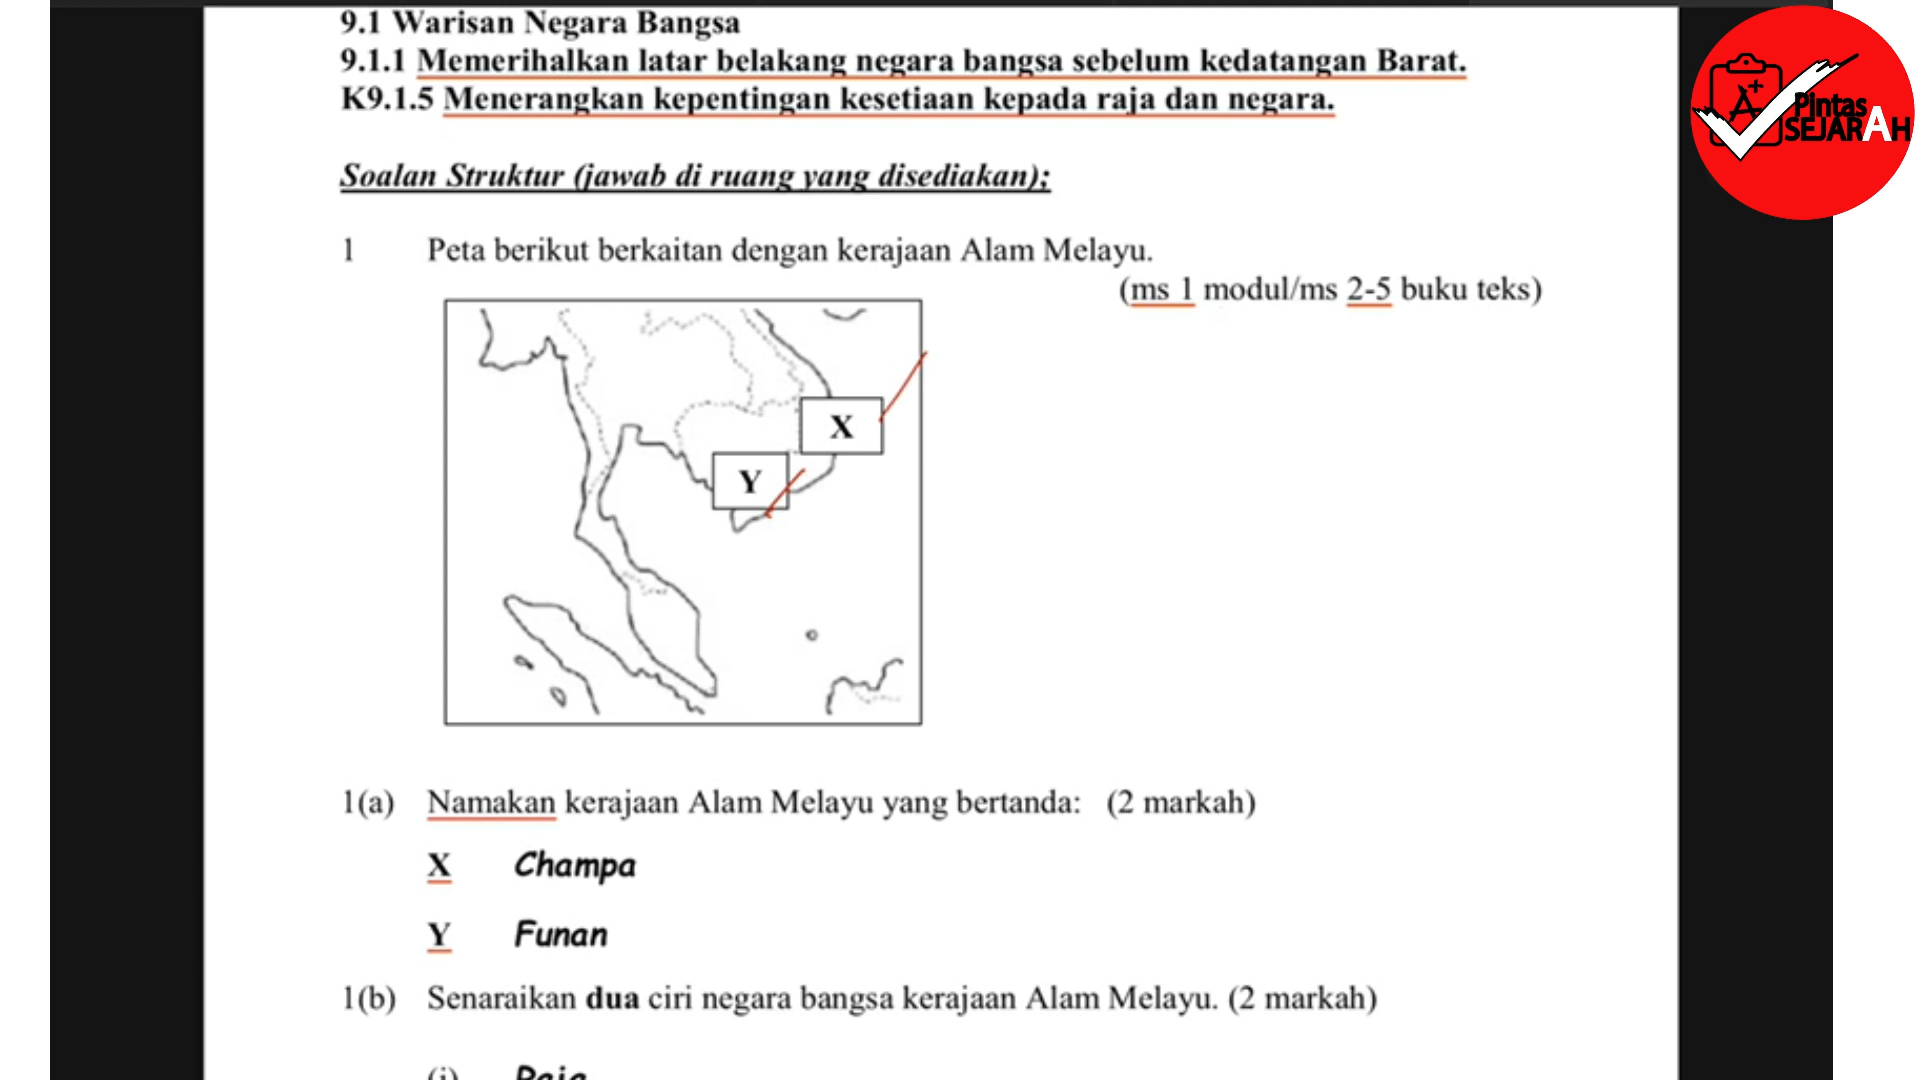 9.1 Warisan Negara Bangsa
9.1.1 Memerihalkan latar belakang negara bangsa sebelum kedatangan Barat.
K9.1.5 Menerangkan kepentingan kesetiaan kepada raja dan negara.
A+
Pintas
SEJARAH
Soalan Struktur (jawab di ruang yang disediakan);
1 Peta berikut berkaitan dengan kerajaan Alam Melayu.
(ms 1 modul/ms 2-5 buku teks)
X
Y
1(a) Namakan kerajaan Alam Melayu yang bertanda: (2 markah)
X Champa
Y Funan
1(b) Senaraikan dua ciri negara bangsa kerajaan Alam Melayu. (2 markah)
(i) Raja